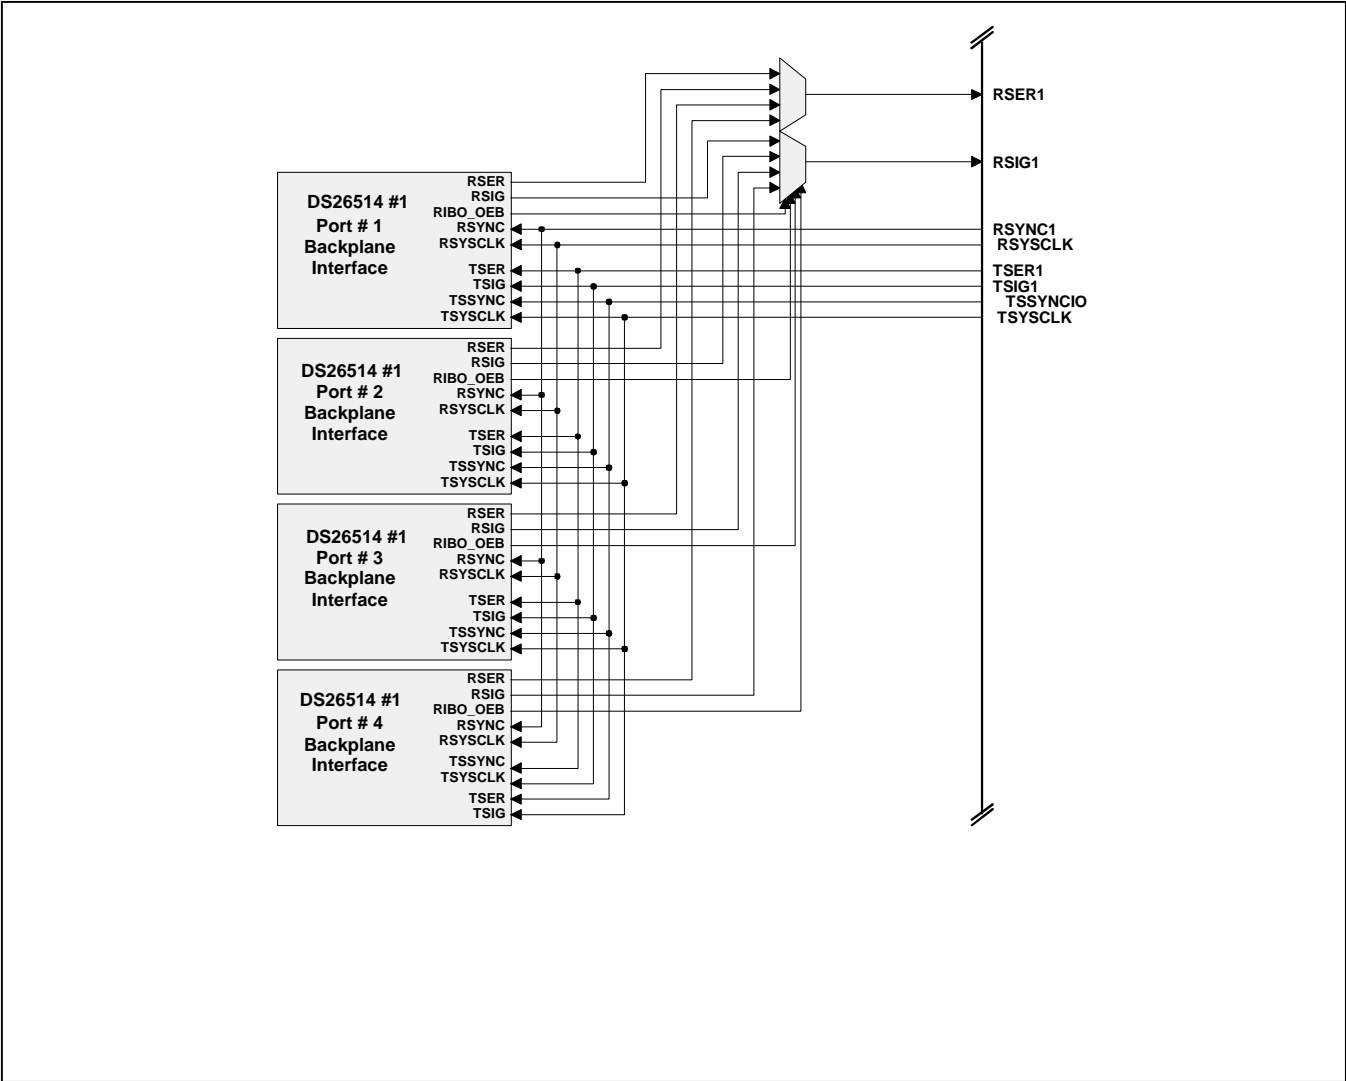 RSER1
RSIG1
DS26514 #1
Port # 1
Backplane
Interface
RSER
RSIG
RIBO_OEB
RSYNC
RSYSCLK
TSER
TSIG
TSSYNC
TSYSCLK
RSYNC1
RSYSCLK
TSER1
TSIG1
TSSYNCIO
TSYSCLK
DS26514 #1
Port # 2
Backplane
Interface
RSER
RSIG
RIBO_OEB
RSYNC
RSYSCLK
TSER
TSIG
TSSYNC
TSYSCLK
DS26514 #1
Port # 3
Backplane
Interface
RSER
RSIG
RIBO_OEB
RSYNC
RSYSCLK
TSER
TSIG
TSSYNC
TSYSCLK
DS26514 #1
Port # 4
Backplane
Interface
RSER
RSIG
RIBO_OEB
RSYNC
RSYSCLK
TSSYNC
TSYSCLK
TSER
TSIG